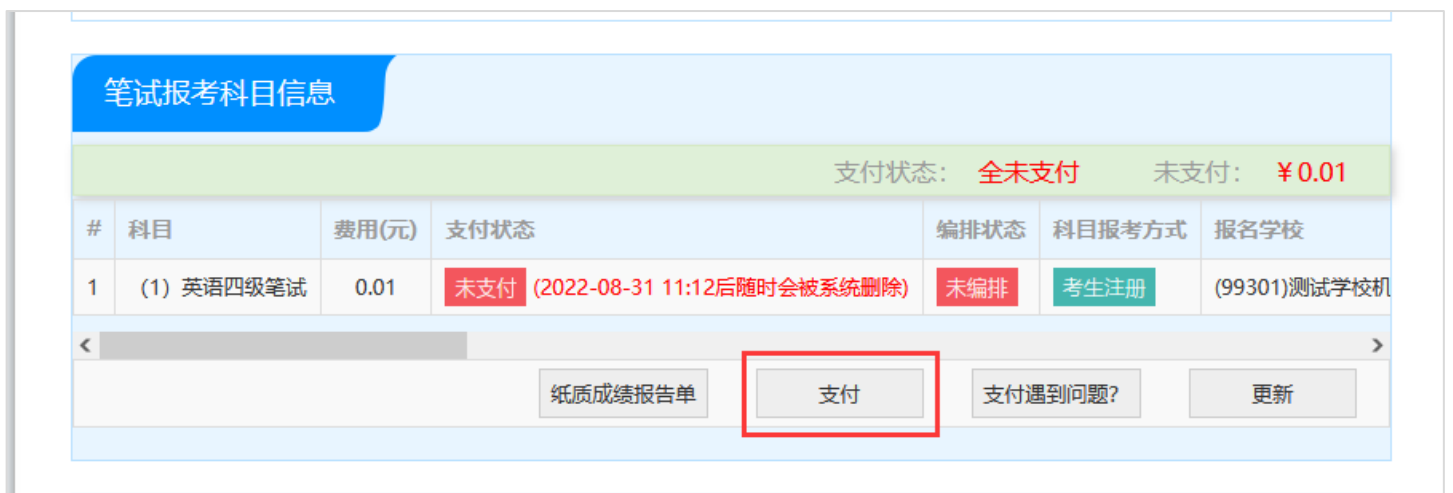 笔试报考科目信息
支付状态： 全未支付 未支付： ￥0.01
# 科目 费用(元) 支付状态 编排状态 科目报考方式 报名学校
1 (1) 英语四级笔试 0.01 未支付 (2022-08-31 11:12后随时会被系统删除) 未编排 考生注册 (99301)测试学校机
纸质成绩报告单 支付 支付遇到问题? 更新